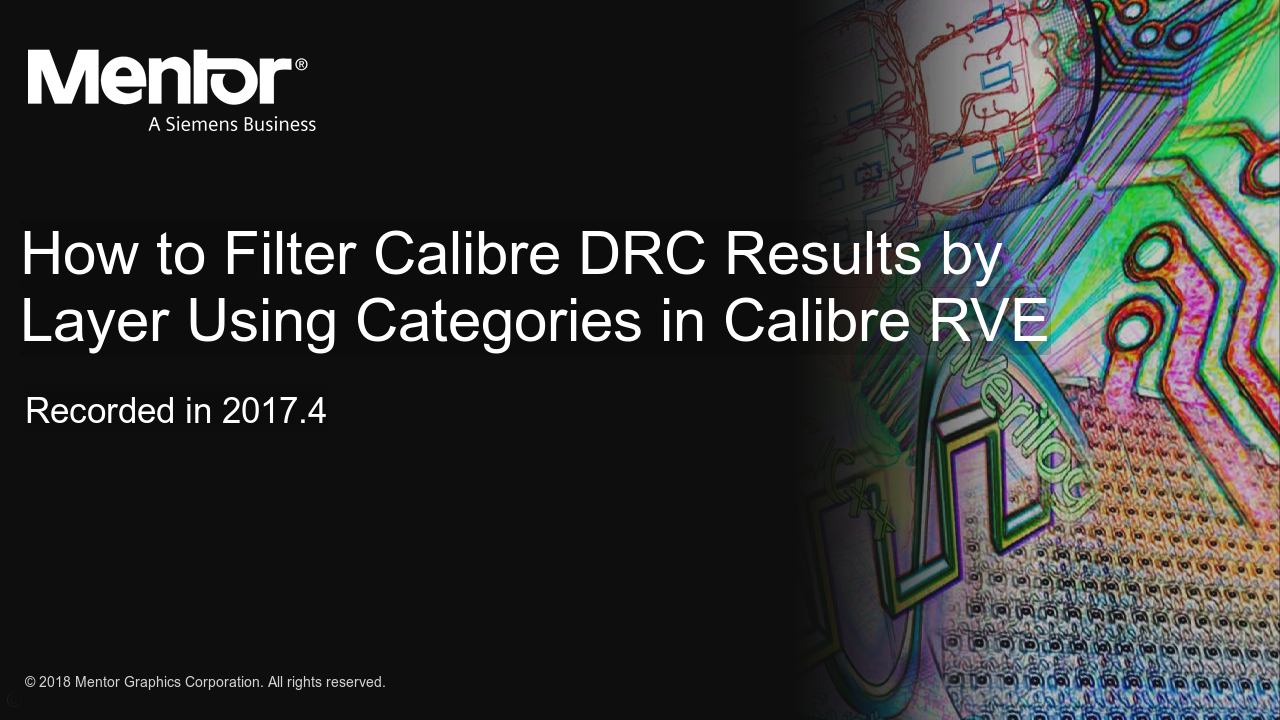 Mentor®
A Siemens Business
How to Filter Calibre DRC Results by
Layer Using Categories in Calibre RVE
Recorded in 2017.4
Cxx
© 2018 Mentor Graphics Corporation. All rights reserved.